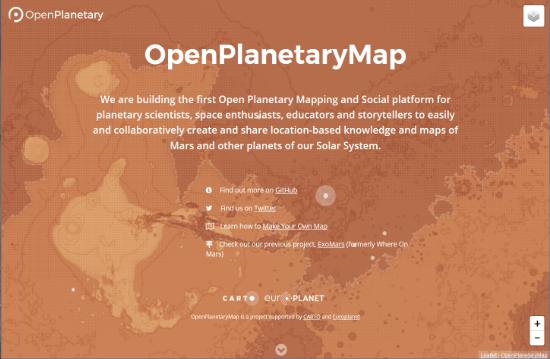 OpenPlanetary
OpenPlanetaryMap
We are building the first Open Planetary Mapping and Social platform for
planetary scientists, space enthusiasts, educators and storytellers to easily
and collaboratively create and share location-based knowledge and maps of
Mars and other planets of our Solar System.
Find out more on GitHub
Find us on Twitter
Learn how to Make Your Own Map
Check out our previous project, ExoMars (formerly Where On
Mars)
CARTO euro PLANET
OpenPlanetaryMap is a project supported by CARTO and Europlanet
+
−
Leaflet | OpenPlanetaryMap